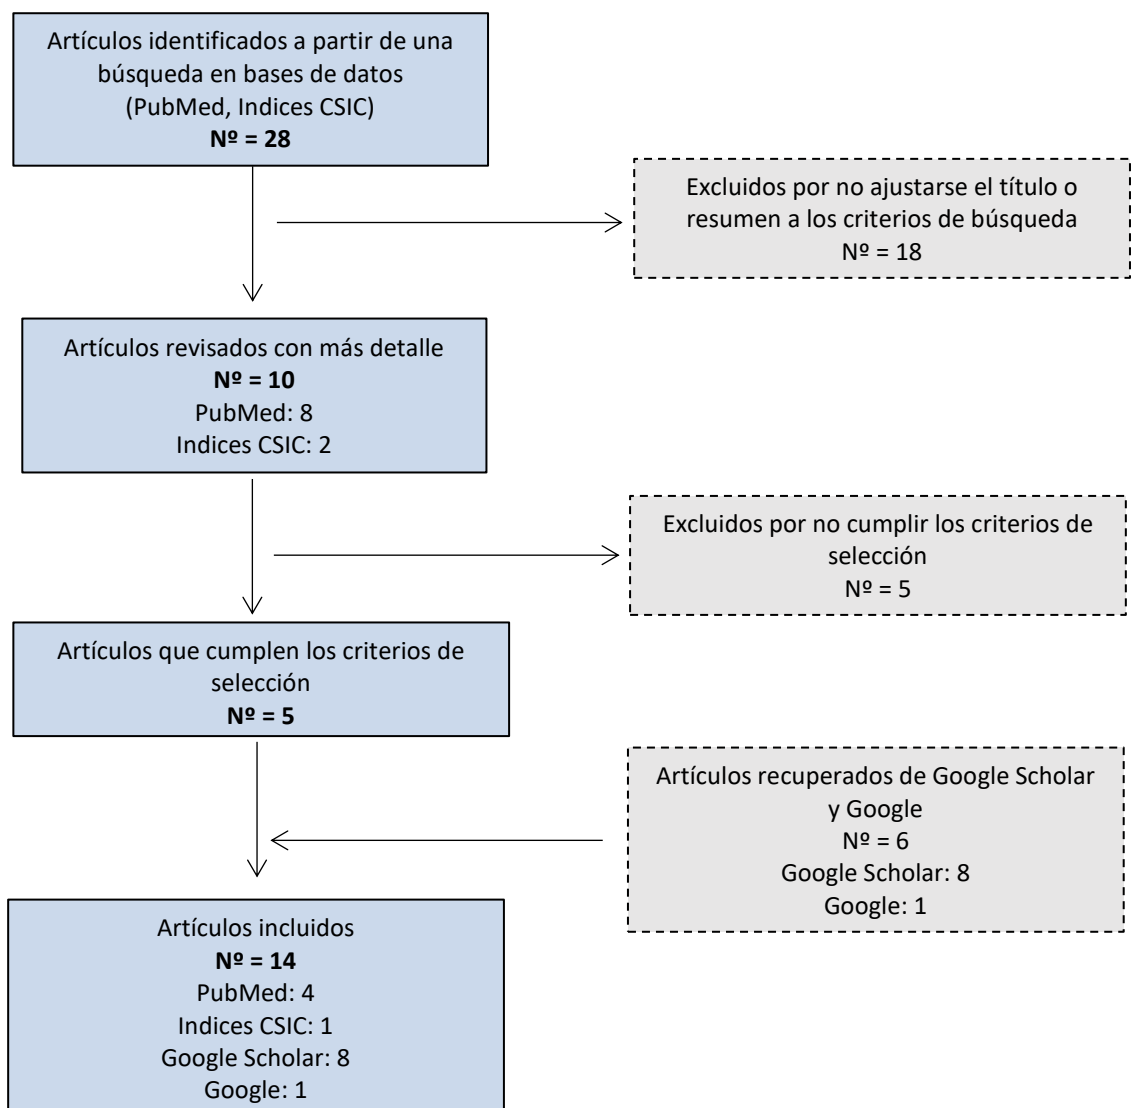 Artículos identificados a partir de una
búsqueda en bases de datos
(PubMed, Indices CSIC)
Nº = 28
Excluidos por no ajustarse el título o
resumen a los criterios de búsqueda
Nº = 18
Artículos revisados con más detalle
Nº = 10
PubMed: 8
Indices CSIC: 2
Excluidos por no cumplir los criterios de
selección
Nº = 5
Artículos que cumplen los criterios de
selección
Nº = 5
Artículos recuperados de Google Scholar
y Google
Nº = 6
Google Scholar: 8
Google: 1
Artículos incluidos
Nº = 14
PubMed: 4
Indices CSIC: 1
Google Scholar: 8
Google: 1